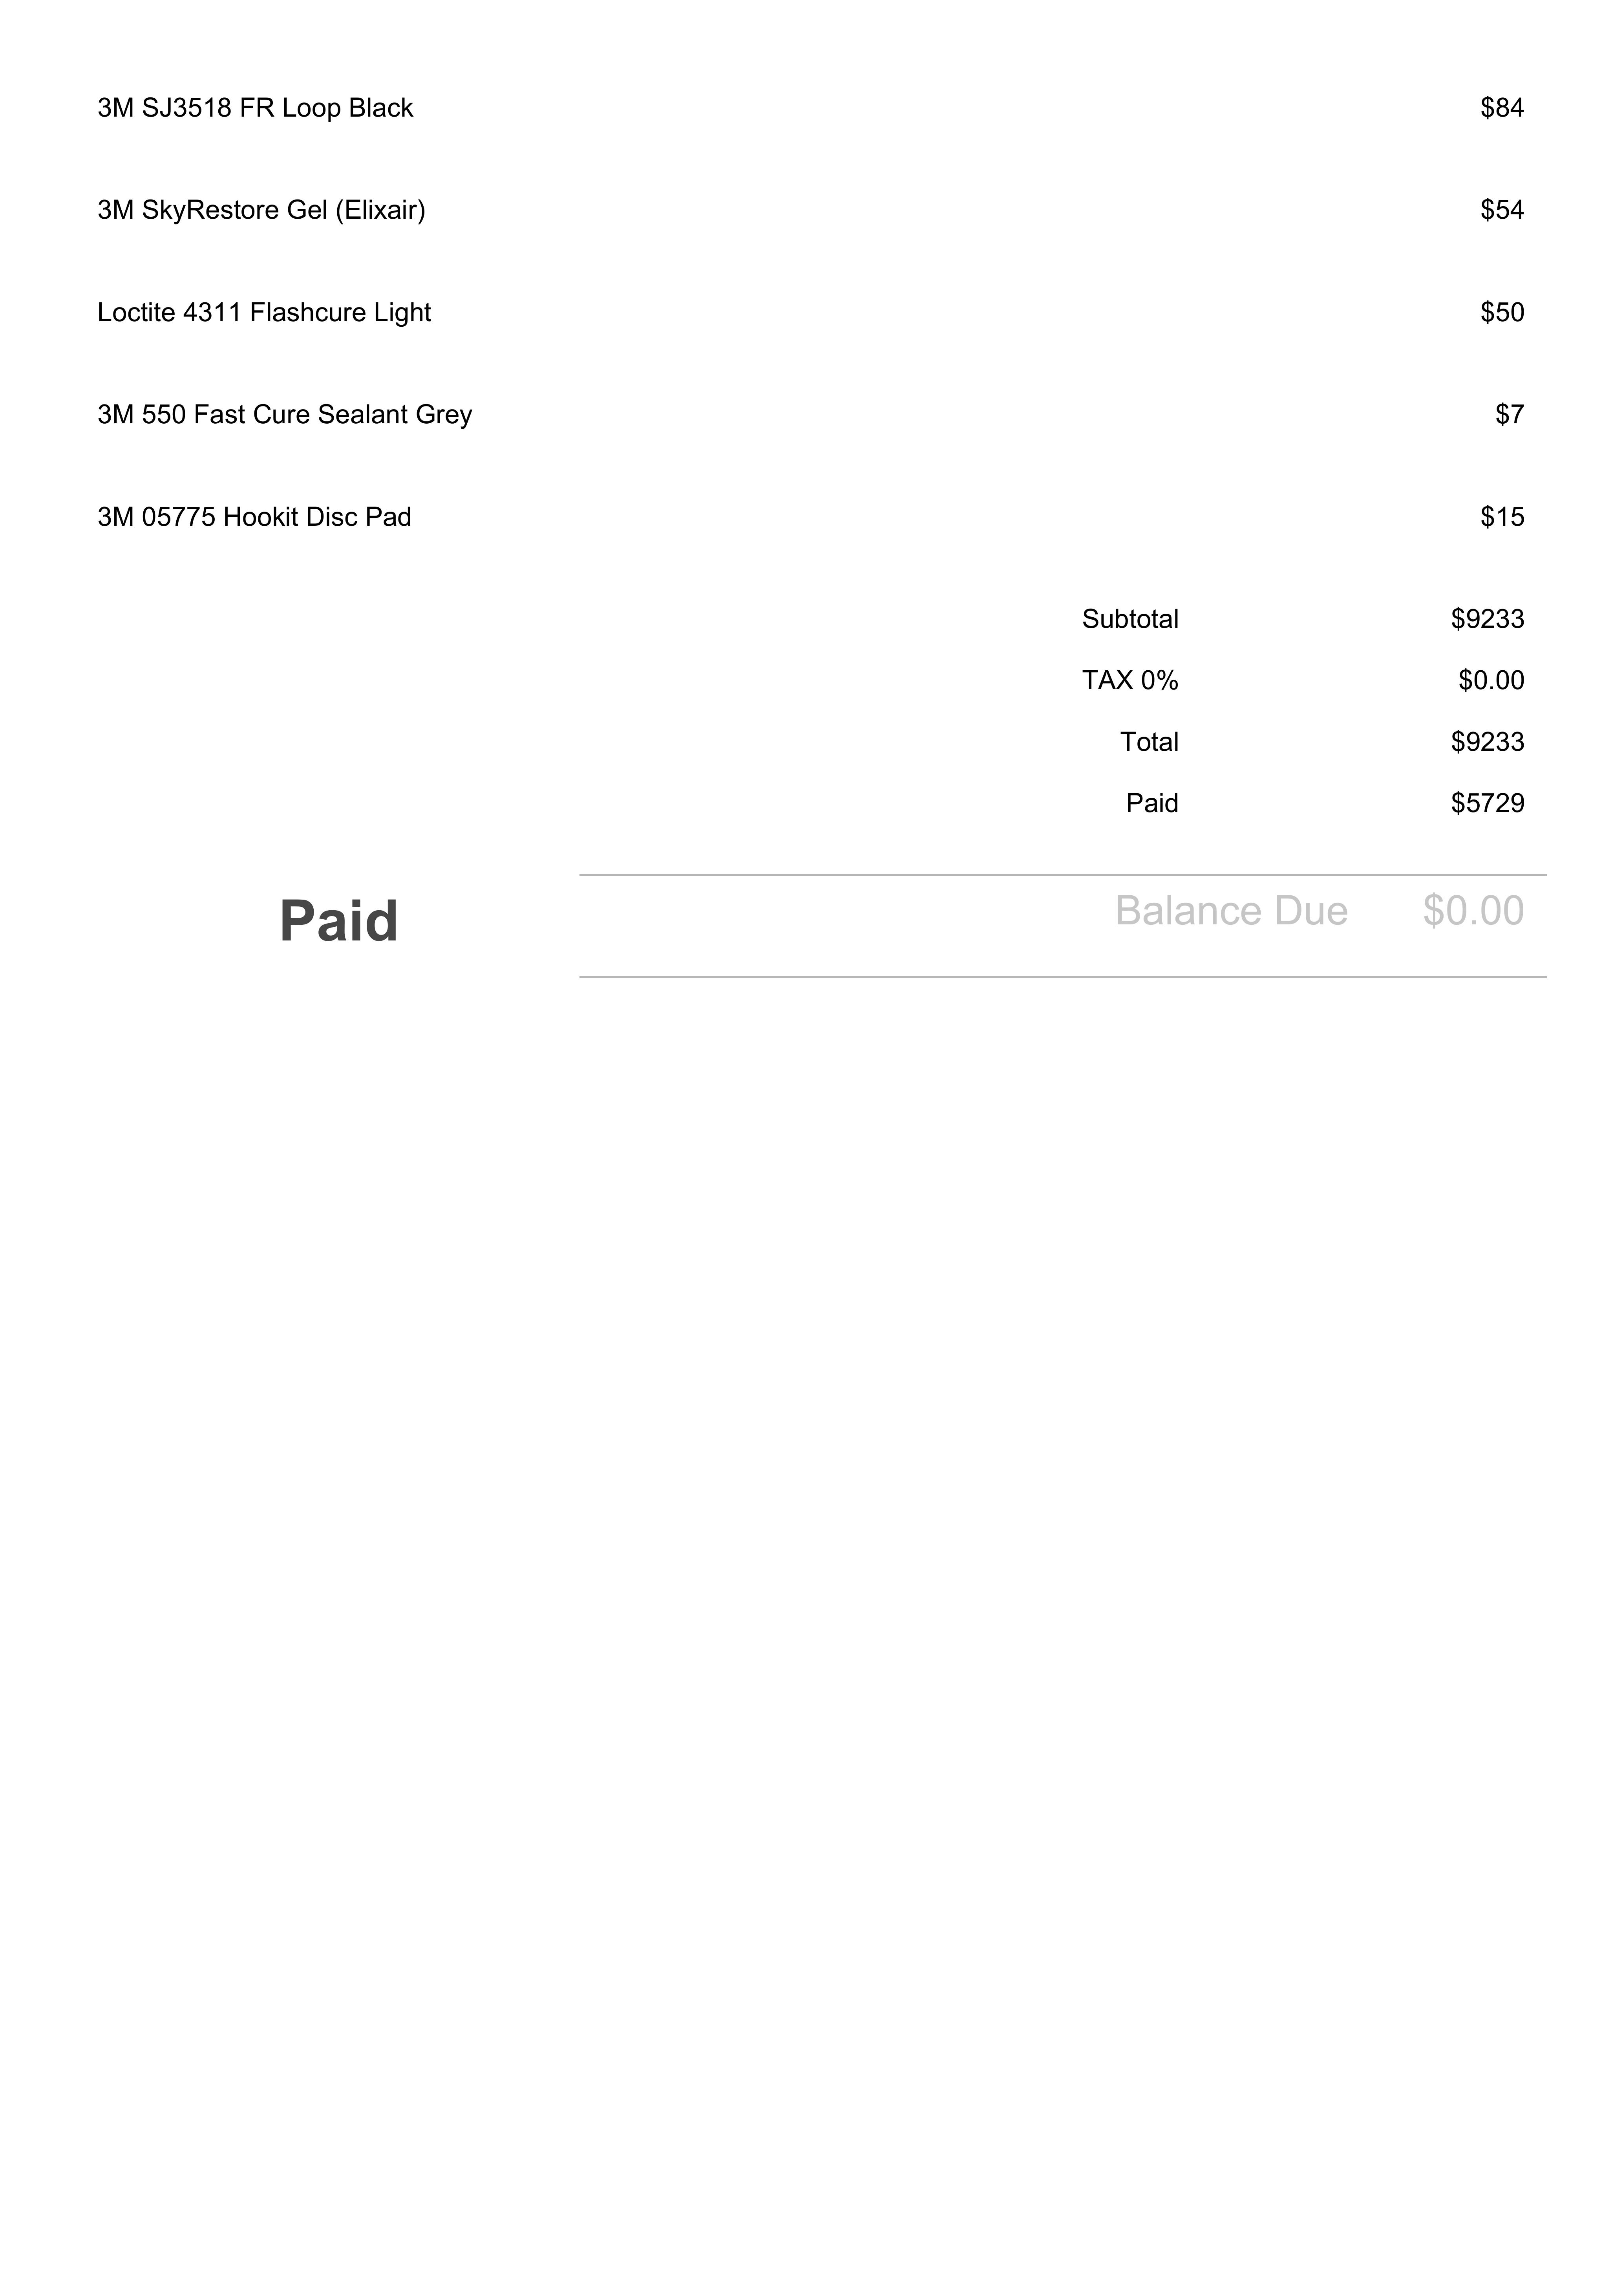 3M SJ3518 FR Loop Black $84
3M SkyRestore Gel (Elixair) $54
Loctite 4311 Flashcure Light $50
3M 550 Fast Cure Sealant Grey $7
3M 05775 Hookit Disc Pad $15
Subtotal $9233
TAX 0% $0.00
Total $9233
Paid $5729
Paid Balance Due $0.00